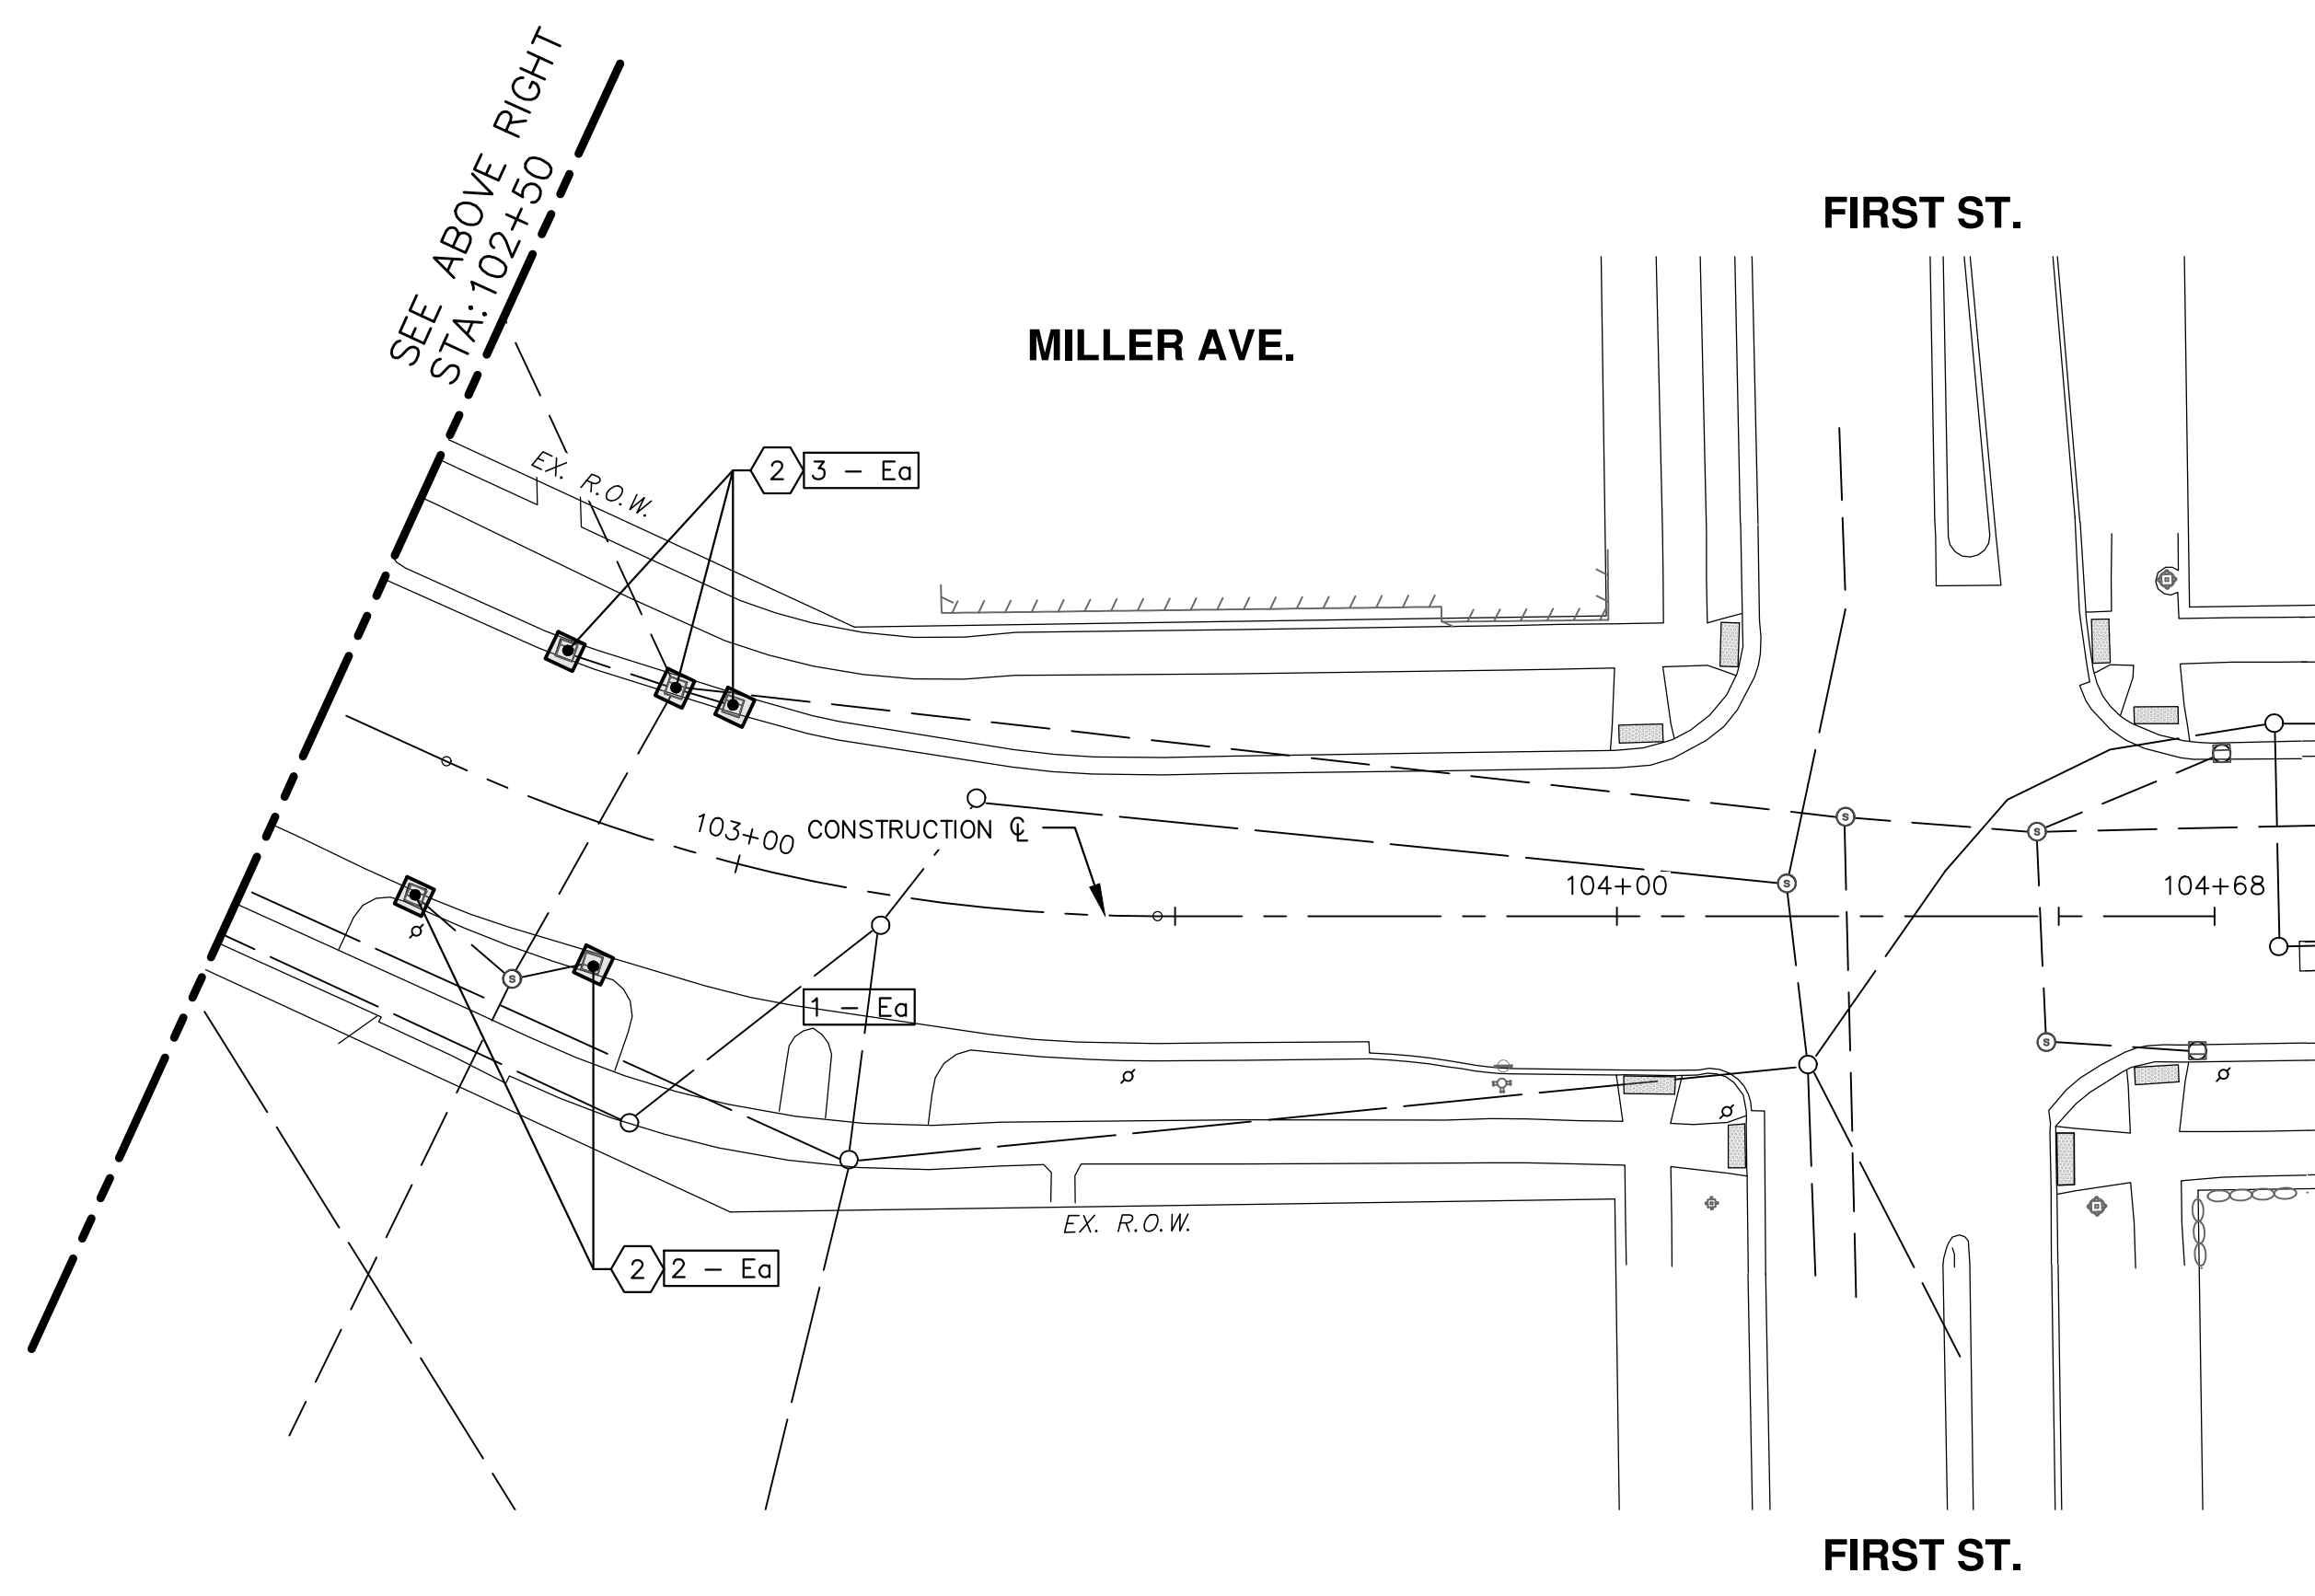 SEE ABOVE RIGHT
STA.:102+50
FIRST ST.
MILLER AVE.
EX. R.O.W.
2 3 - Ea
103+00
CONSTRUCTION ℄
104+00
104+68
S
S
S
S
S
1 - Ea
EX. R.O.W.
2 2 - Ea
FIRST ST.